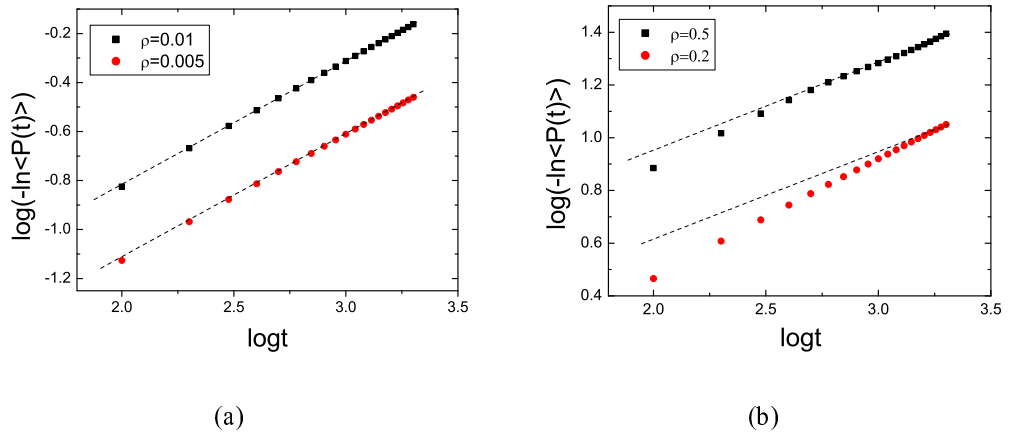 log(-ln<P(t)>)
-0.2
-0.4
-0.6
-0.8
-1.0
-1.2
2.0 2.5 3.0 3.5
logt
ρ=0.01
ρ=0.005
(a)
log(-ln<P(t)>)
1.4
1.2
1.0
0.8
0.6
0.4
2.0 2.5 3.0 3.5
logt
ρ=0.5
ρ=0.2
(b)